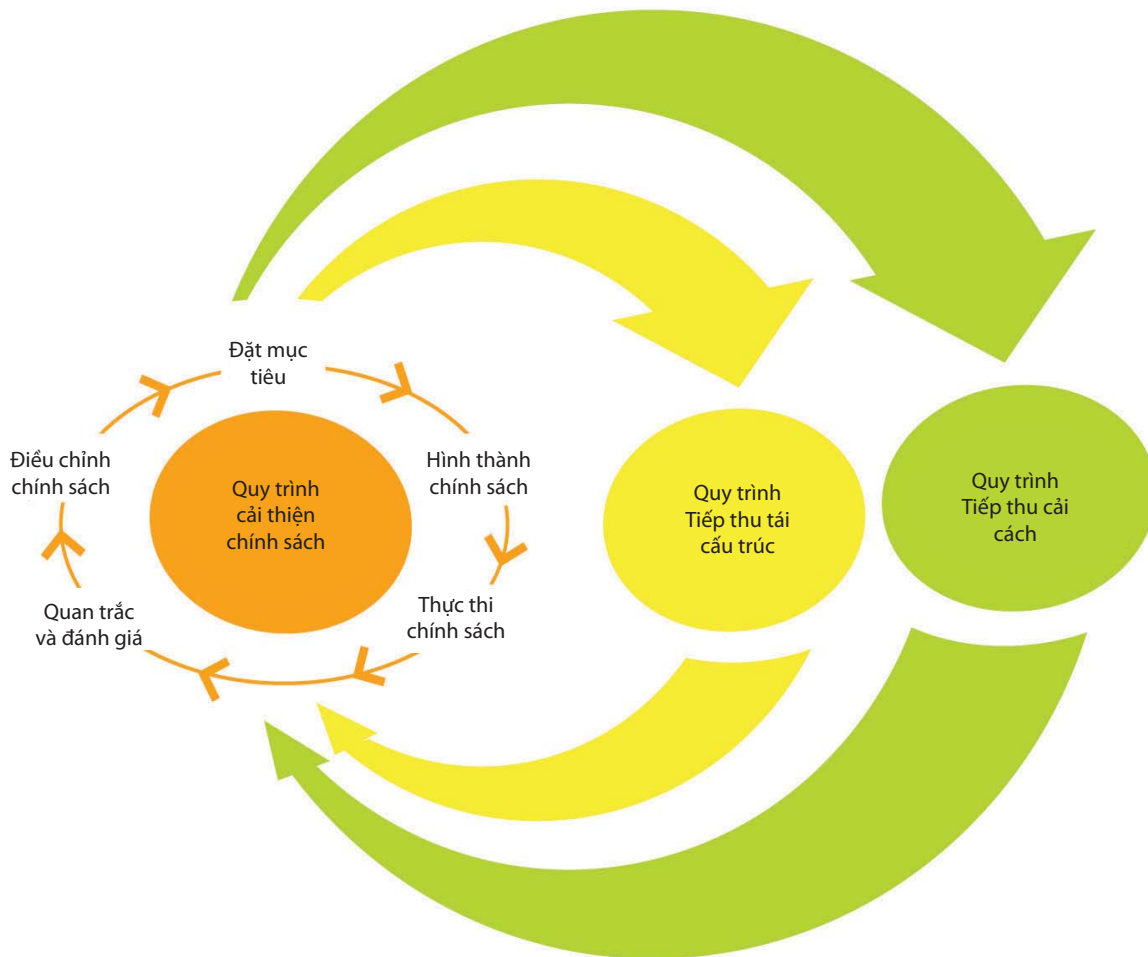 Đặt mục
tiêu
Điều chỉnh
chính sách
Hình thành
chính sách
Quy trình
cải thiện
chính sách
Quan trắc
và đánh giá
Thực thi
chính sách
Quy trình
Tiếp thu tái
cấu trúc
Quy trình
Tiếp thu cải
cách